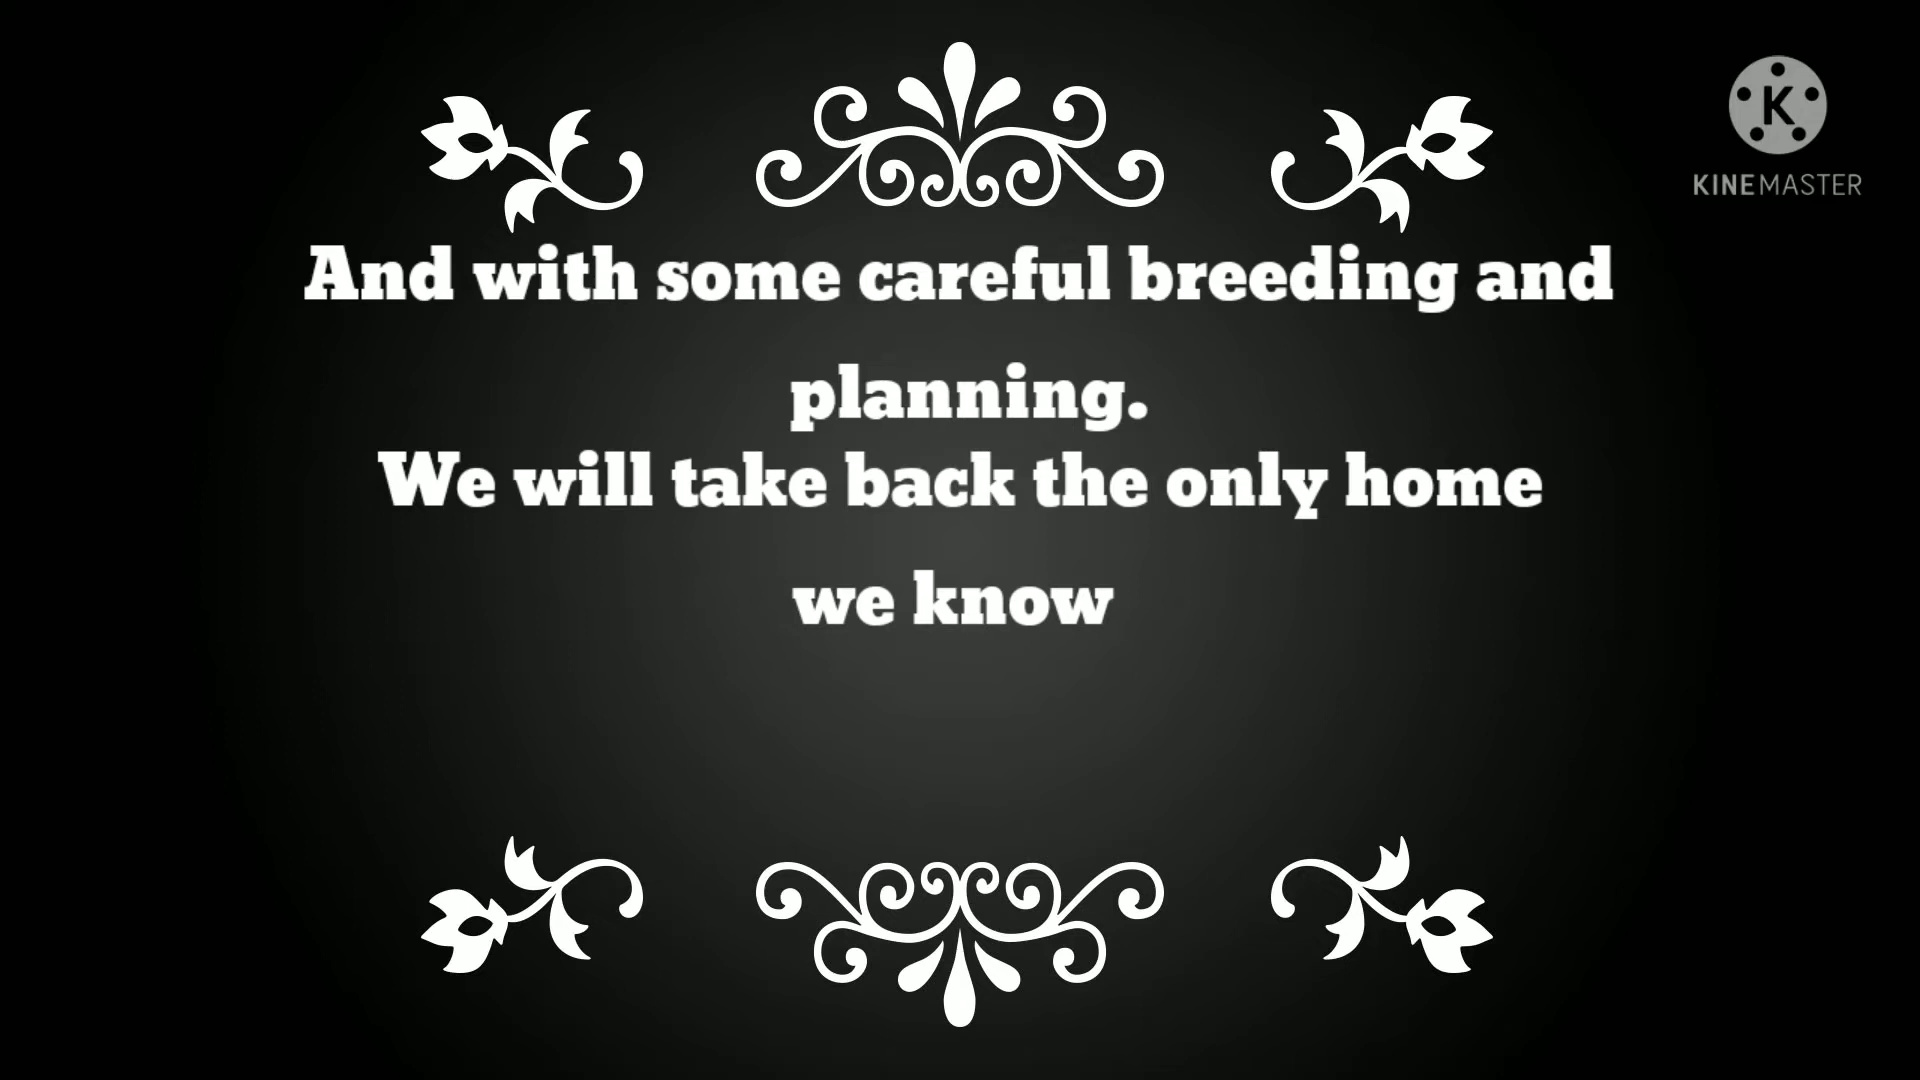 K
KINEMASTER
And with some careful breeding and
planning.
We will take back the only home
we know